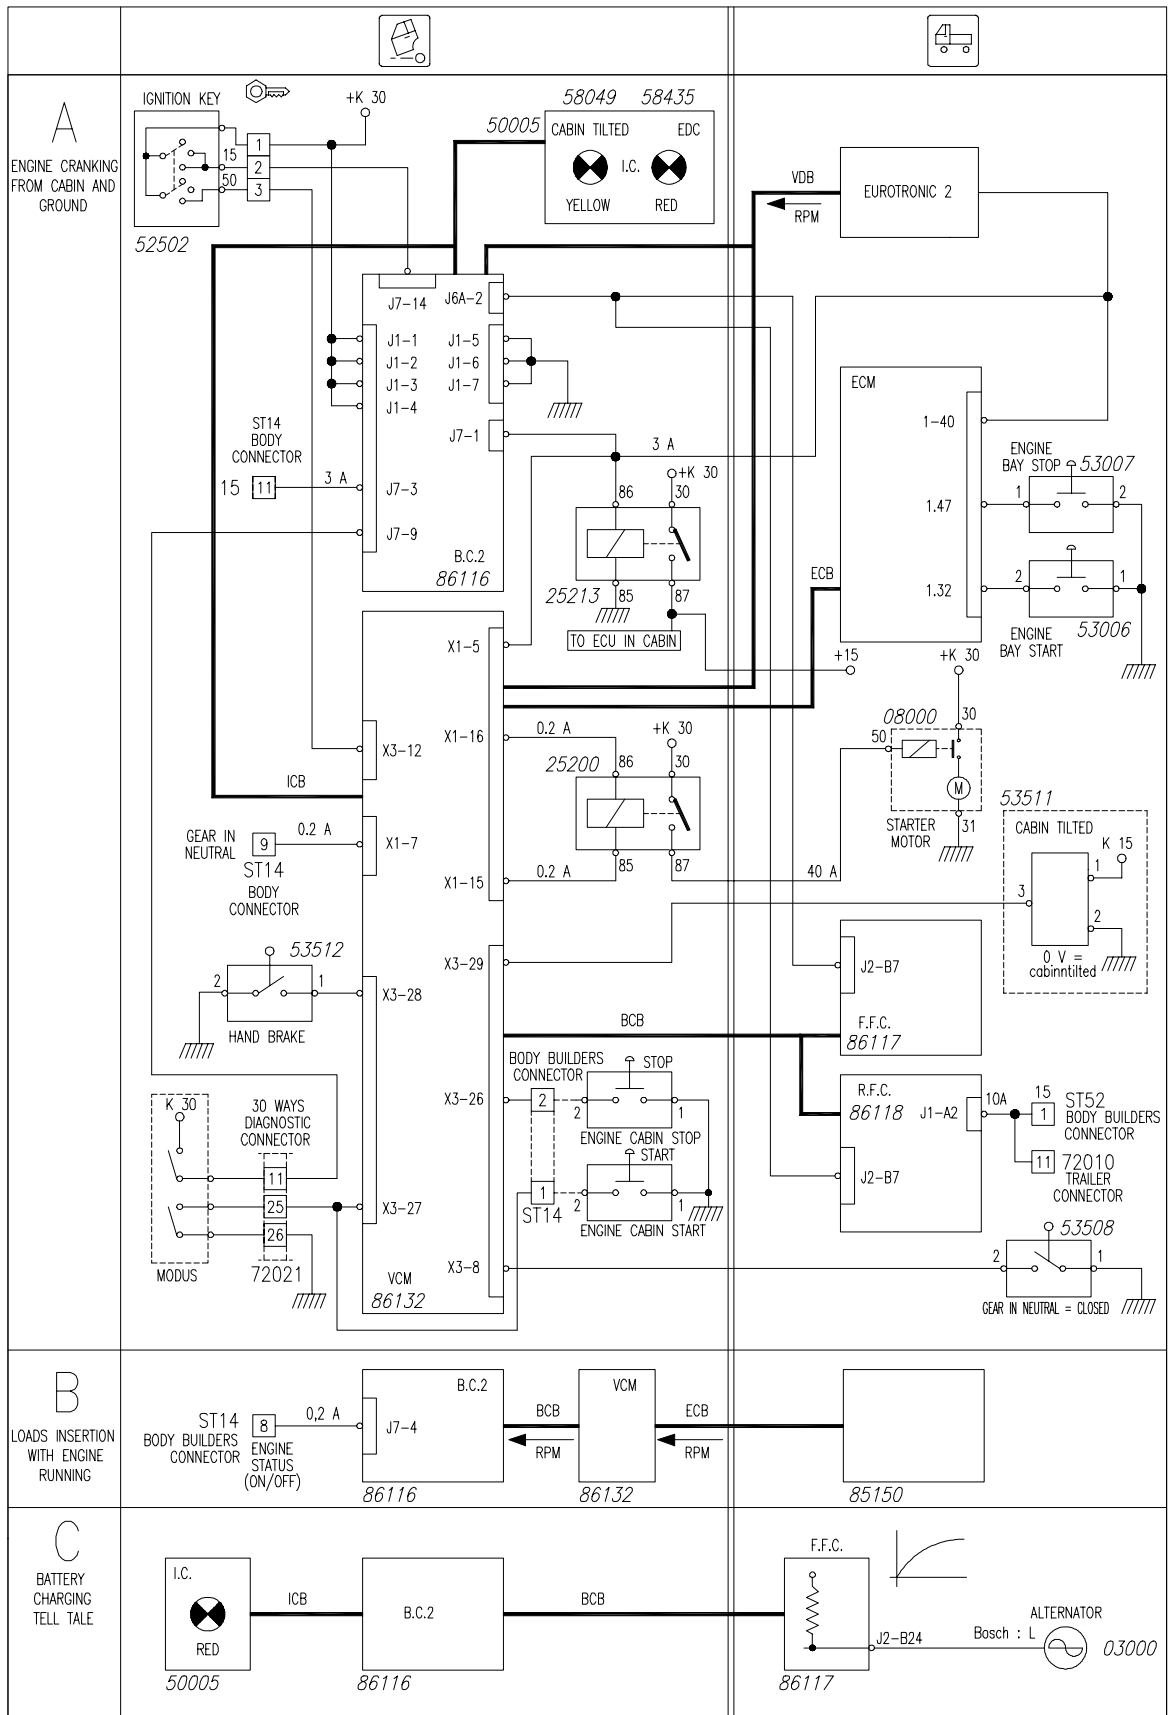 A
ENGINE CRANKING
FROM CABIN AND
GROUND
IGNITION KEY
15
50
1
2
3
52502
+K 30
58049 58435
50005
CABIN TILTED
EDC
I.C.
YELLOW
RED
VDB
RPM
EUROTRONIC 2
J7-14
J6A-2
J1-1
J1-2
J1-3
J1-4
J1-5
J1-6
J1-7
J7-1
J7-3
J7-9
B.C.2
86116
ST14
BODY
CONNECTOR
15
11
3 A
3 A
+K 30
86
30
25213
85
87
TO ECU IN CABIN
ECM
1-40
1.47
1.32
ECB
ENGINE
BAY STOP
53007
1
2
2
1
53006
ENGINE
BAY START
+15
+K 30
X1-5
X1-16
X3-12
X1-7
X1-15
X3-29
X3-28
X3-26
X3-27
X3-8
VCM
86132
ICB
0.2 A
+K 30
25200
86
30
85
87
0.2 A
40 A
08000
30
50
M
31
STARTER
MOTOR
53511
CABIN TILTED
K 15
1
3
2
0 V =
cabinntilted
GEAR IN
NEUTRAL
9
0.2 A
ST14
BODY
CONNECTOR
53512
2
1
HAND BRAKE
BCB
J2-B7
F.F.C.
86117
R.F.C.
86118
J1-A2
J2-B7
10A
15
1
ST52
BODY BUILDERS
CONNECTOR
11
72010
TRAILER
CONNECTOR
BODY BUILDERS
CONNECTOR
STOP
2
2
1
ENGINE CABIN STOP
START
1
2
1
ST14
ENGINE CABIN START
K 30
30 WAYS
DIAGNOSTIC
CONNECTOR
11
25
26
MODUS
72021
53508
2
1
GEAR IN NEUTRAL = CLOSED
B
LOADS INSERTION
WITH ENGINE
RUNNING
ST14
BODY BUILDERS
CONNECTOR
8
ENGINE
STATUS
(ON/OFF)
0,2 A
J7-4
B.C.2
86116
BCB
RPM
VCM
86132
ECB
RPM
85150
C
BATTERY
CHARGING
TELL TALE
I.C.
RED
50005
ICB
B.C.2
86116
BCB
F.F.C.
86117
J2-B24
Bosch : L
ALTERNATOR
03000